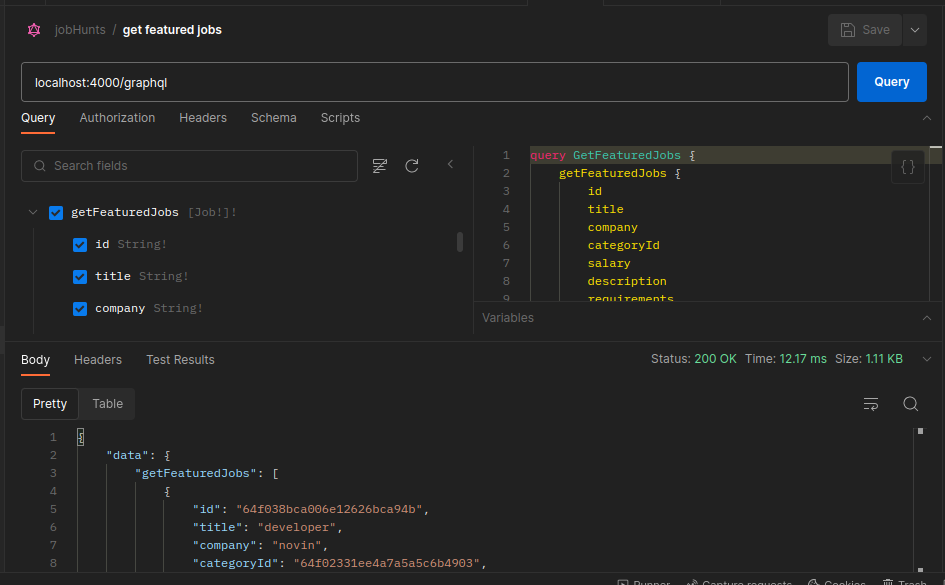 jobHunts / get featured jobs
Save
localhost:4000/graphql
Query
Query Authorization Headers Schema Scripts
Search fields
getFeaturedJobs [Job!]!
id String!
title String!
company String!
1 query GetFeaturedJobs {
2 getFeaturedJobs {
3 id
4 title
5 company
6 categoryId
7 salary
8 description
9 requirements
{}
Variables
Body Headers Test Results
Status: 200 OK Time: 12.17 ms Size: 1.11 KB
Pretty Table
1 {
2 "data": {
3 "getFeaturedJobs": [
4 {
5 "id": "64f038bca006e12626bca94b",
6 "title": "developer",
7 "company": "novin",
8 "categoryId": "64f02331ee4a7a5a5c6b4903",
Runner Capture requests Cookies Trash